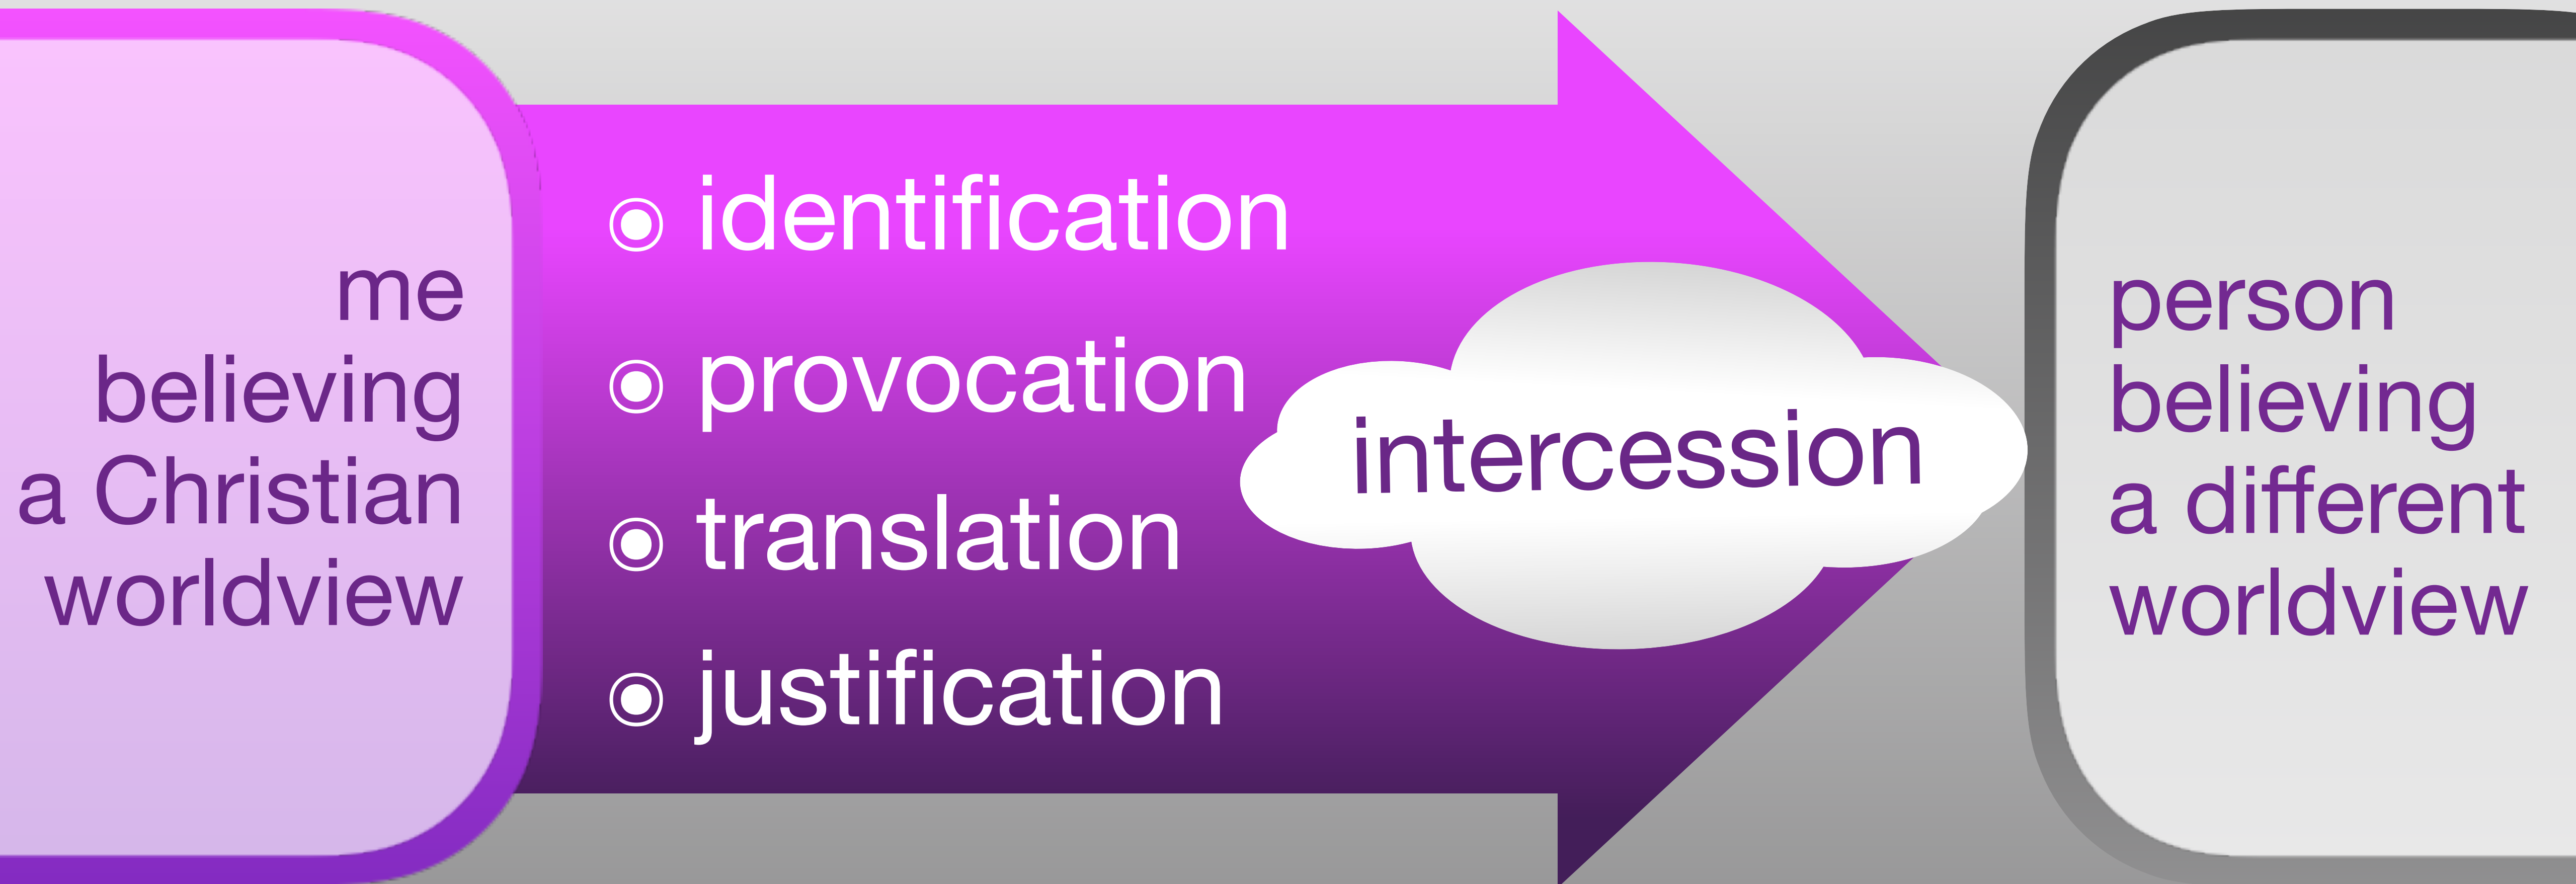 me
believing
a Christian
worldview
◉ identification
◉ provocation
◉ translation
◉ justification
intercession
person
believing
a different
worldview